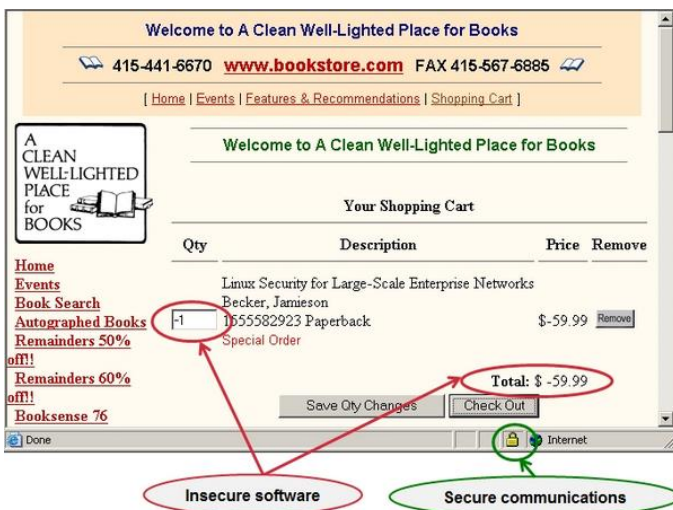 Welcome to A Clean Well-Lighted Place for Books
415-441-6670 www.bookstore.com FAX 415-567-6885
[ Home | Events | Features & Recommendations | Shopping Cart ]
A
CLEAN
WELL-LIGHTED
PLACE
for
BOOKS
Welcome to A Clean Well-Lighted Place for Books
Your Shopping Cart
Qty Description Price Remove
Home
Events
Book Search
Autographed Books
Remainders 50%
off!!
Remainders 60%
off!!
Booksense 76
Linux Security for Large-Scale Enterprise Networks
Becker, Jamieson
-1 1555582923 Paperback $-59.99 Remove
Special Order
Total: $ -59.99
Save Qty Changes Check Out
Done Internet
Insecure software Secure communications